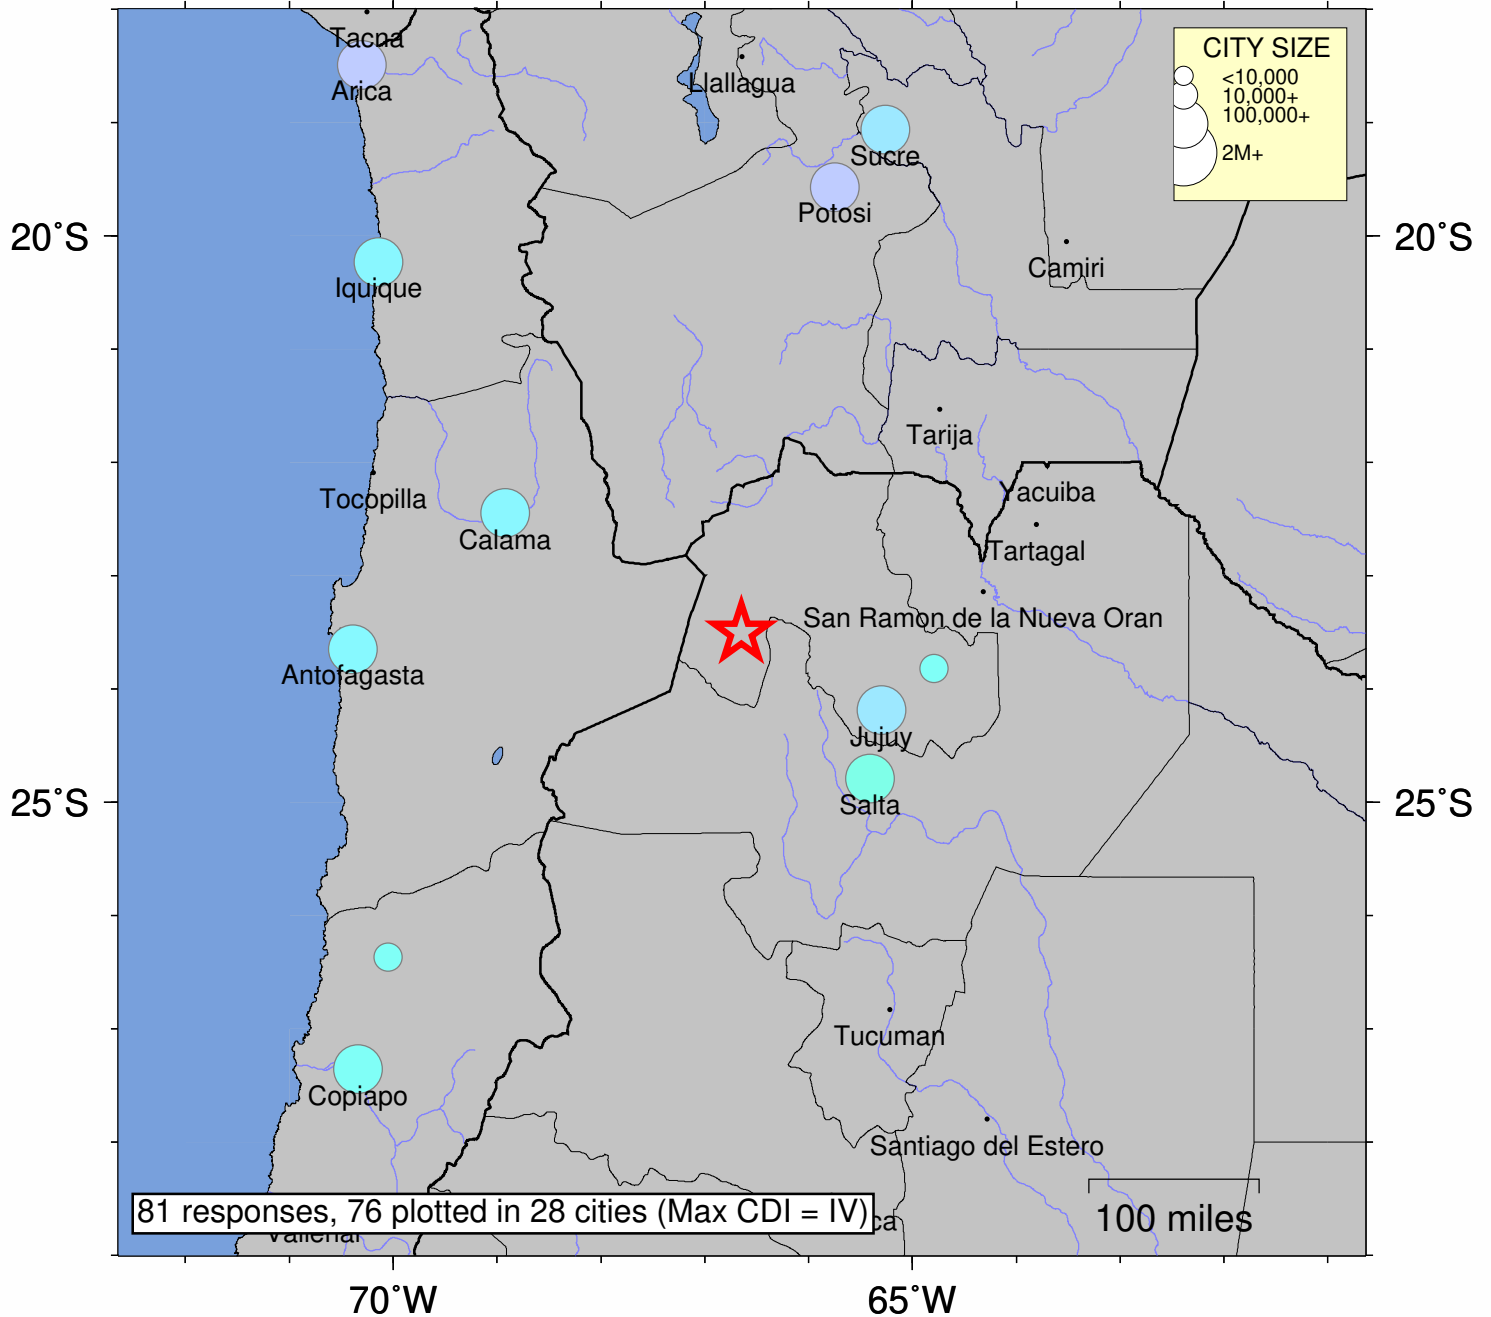 CITY SIZE
<10,000
10,000+
100,000+
2M+
Tacna
Arica
Llallagua
Sucre
Potosi
20˚S
20˚S
Camiri
Iquique
Tarija
Tocopilla
Yacuiba
Calama
Tartagal
San Ramon de la Nueva Oran
Antofagasta
Jujuy
Salta
25˚S
25˚S
Tucuman
Copiapo
Santiago del Estero
81 responses, 76 plotted in 28 cities (Max CDI = IV)
ca
100 miles
Vallenar
70˚W
65˚W